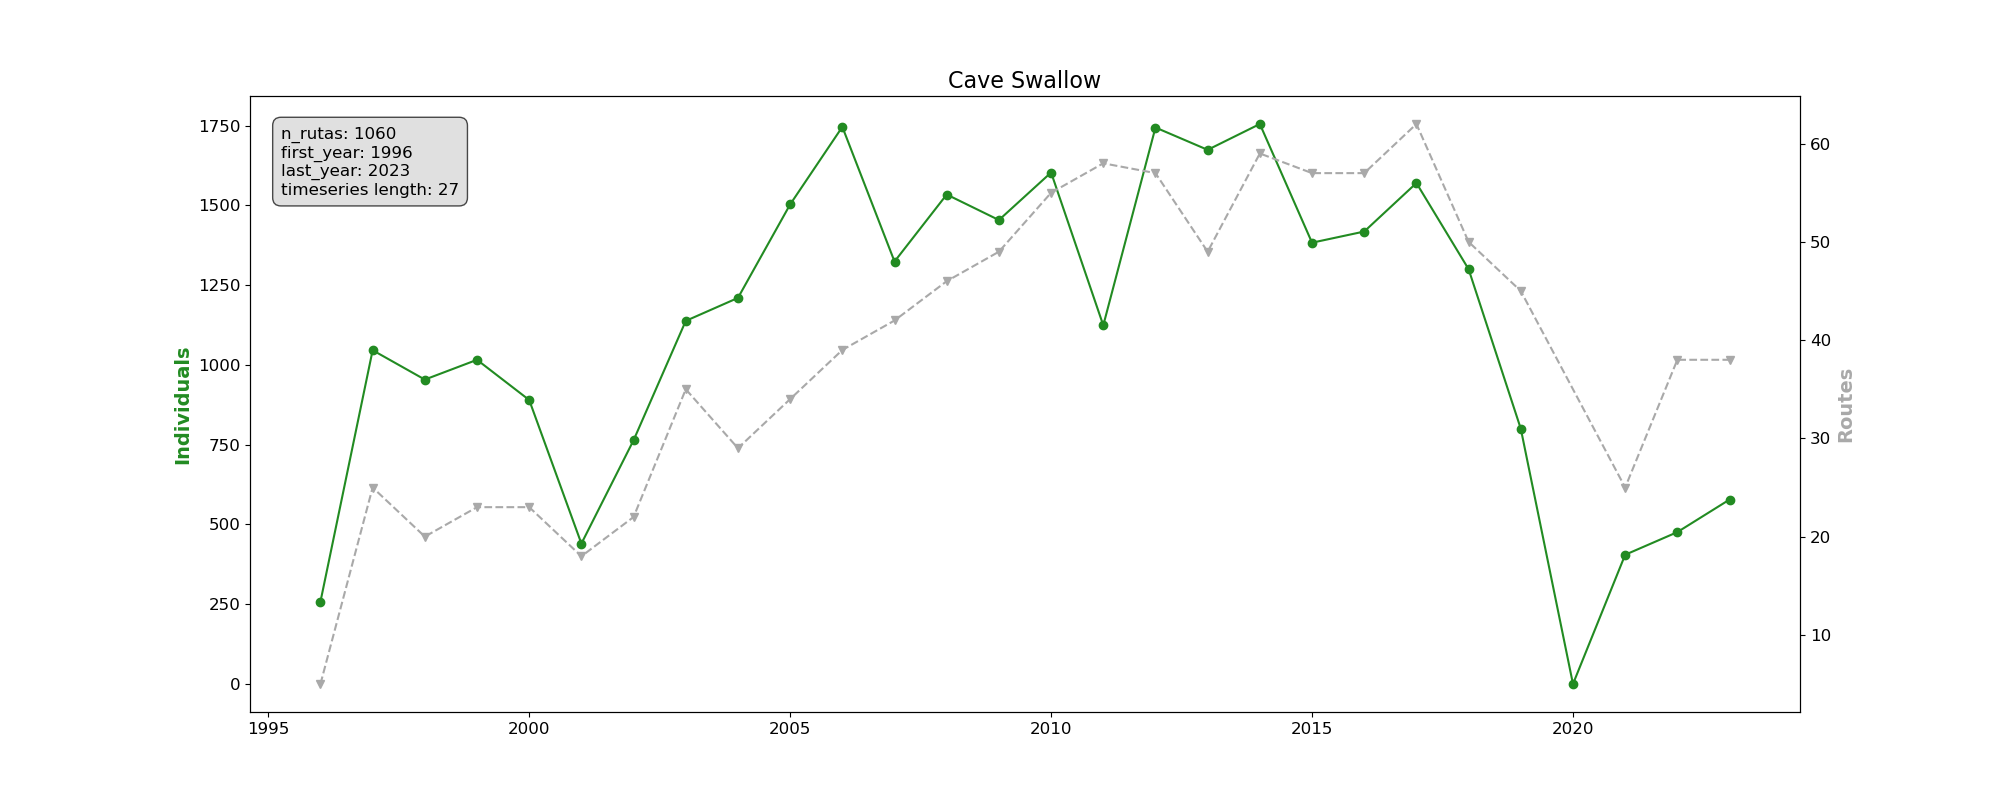 Cave Swallow
n_rutas: 1060
first_year: 1996
last_year: 2023
timeseries length: 27
Individuals
1750
1500
1250
1000
750
500
250
0
60
50
40
30
20
10
Routes
1995 2000 2005 2010 2015 2020